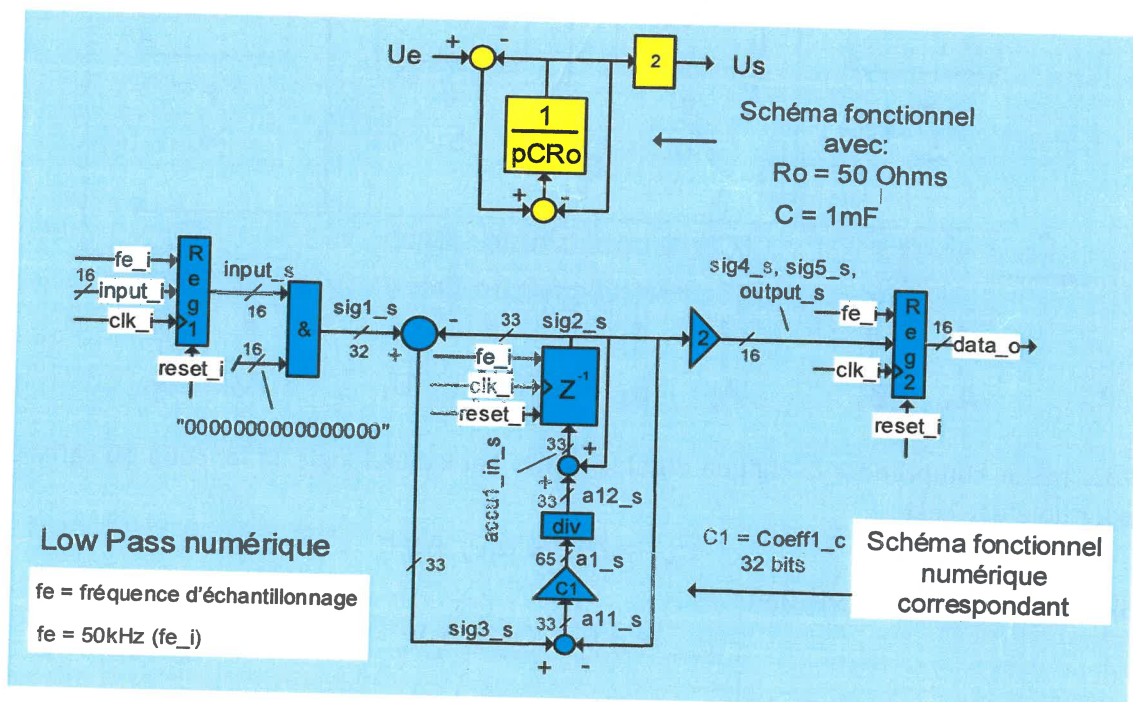 Ue
+
-
2
Us
1
pCRo
+
-
Schéma fonctionnel
avec:
Ro = 50 Ohms
C = 1mF
fe_i
16
input_i
clk_i
Reg1
reset_i
input_s
16
&
16
"0000000000000000"
sig1_s
32
+
-
33
sig2_s
fe_i
clk_i
reset_i
Z⁻¹
accu1_in_s
33
+
+
33
a12_s
div
65
a1_s
C1
33
a11_s
+
-
sig3_s
33
2
sig4_s, sig5_s,
output_s
16
fe_i
clk_i
Reg2
reset_i
16
data_o
Low Pass numérique
fe = fréquence d'échantillonnage
fe = 50kHz (fe_i)
C1 = Coeff1_c
32 bits
Schéma fonctionnel
numérique
correspondant